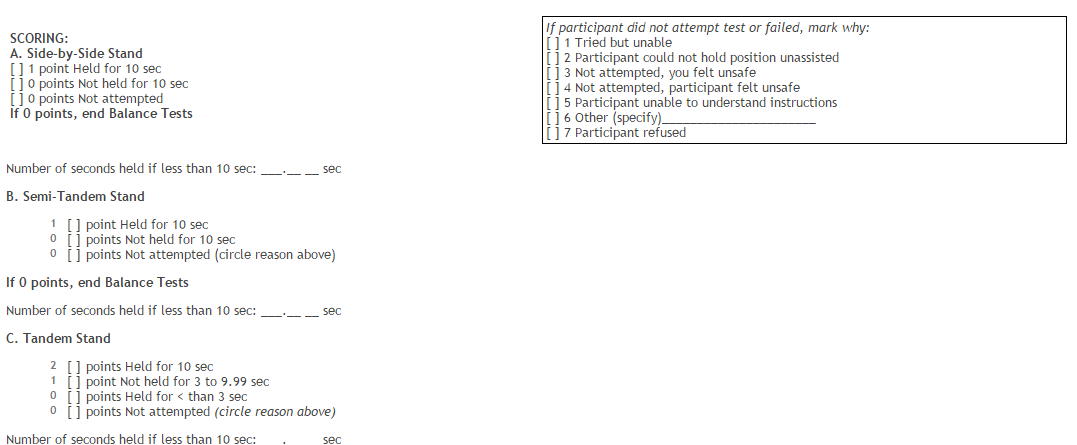 SCORING:
A. Side-by-Side Stand
[ ] 1 point Held for 10 sec
[ ] 0 points Not held for 10 sec
[ ] 0 points Not attempted
If 0 points, end Balance Tests
If participant did not attempt test or failed, mark why:
[ ] 1 Tried but unable
[ ] 2 Participant could not hold position unassisted
[ ] 3 Not attempted, you felt unsafe
[ ] 4 Not attempted, participant felt unsafe
[ ] 5 Participant unable to understand instructions
[ ] 6 Other (specify)______________________
[ ] 7 Participant refused
Number of seconds held if less than 10 sec: ___.__ __ sec
B. Semi-Tandem Stand
1 [ ] point Held for 10 sec
0 [ ] points Not held for 10 sec
0 [ ] points Not attempted (circle reason above)
If 0 points, end Balance Tests
Number of seconds held if less than 10 sec: ___.__ __ sec
C. Tandem Stand
2 [ ] points Held for 10 sec
1 [ ] point Not held for 3 to 9.99 sec
0 [ ] points Held for < than 3 sec
0 [ ] points Not attempted (circle reason above)
Number of seconds held if less than 10 sec: . sec